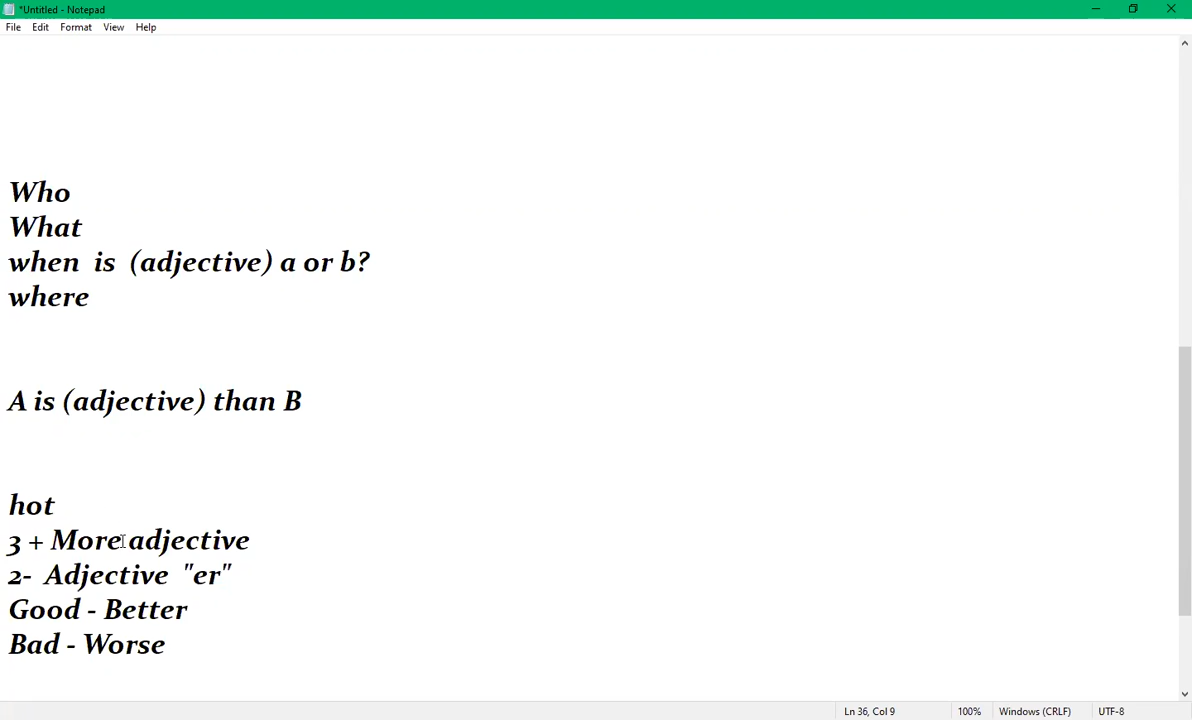 *Untitled - Notepad
File Edit Format View Help
Who
What
when is (adjective) a or b?
where
A is (adjective) than B
hot
3 + More adjective
2- Adjective "er"
Good - Better
Bad - Worse
Ln 36, Col 9 100% Windows (CRLF) UTF-8